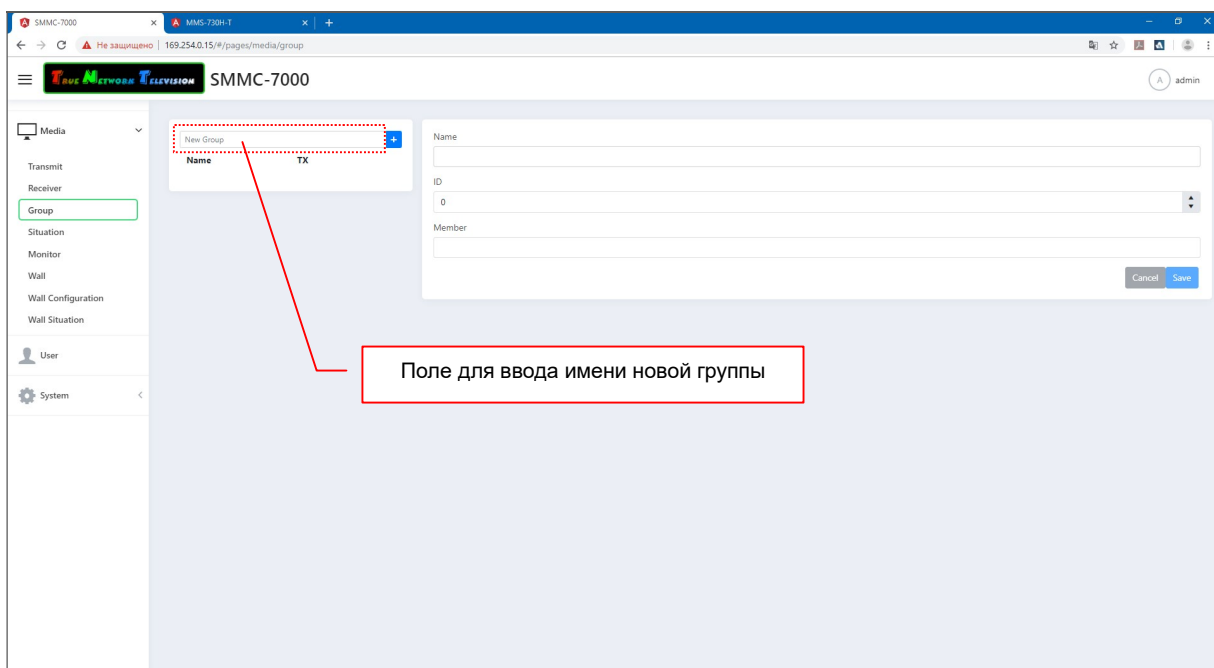 SMMC-7000
MMS-730H-T
Не защищено 169.254.0.15/#/pages/media/group
TRUE NETWORK TELEVISION SMMC-7000
A admin
Media
Transmit
Receiver
Group
Situation
Monitor
Wall
Wall Configuration
Wall Situation
User
System
New Group +
Name TX
Name
ID
0
Member
Cancel Save
Поле для ввода имени новой группы